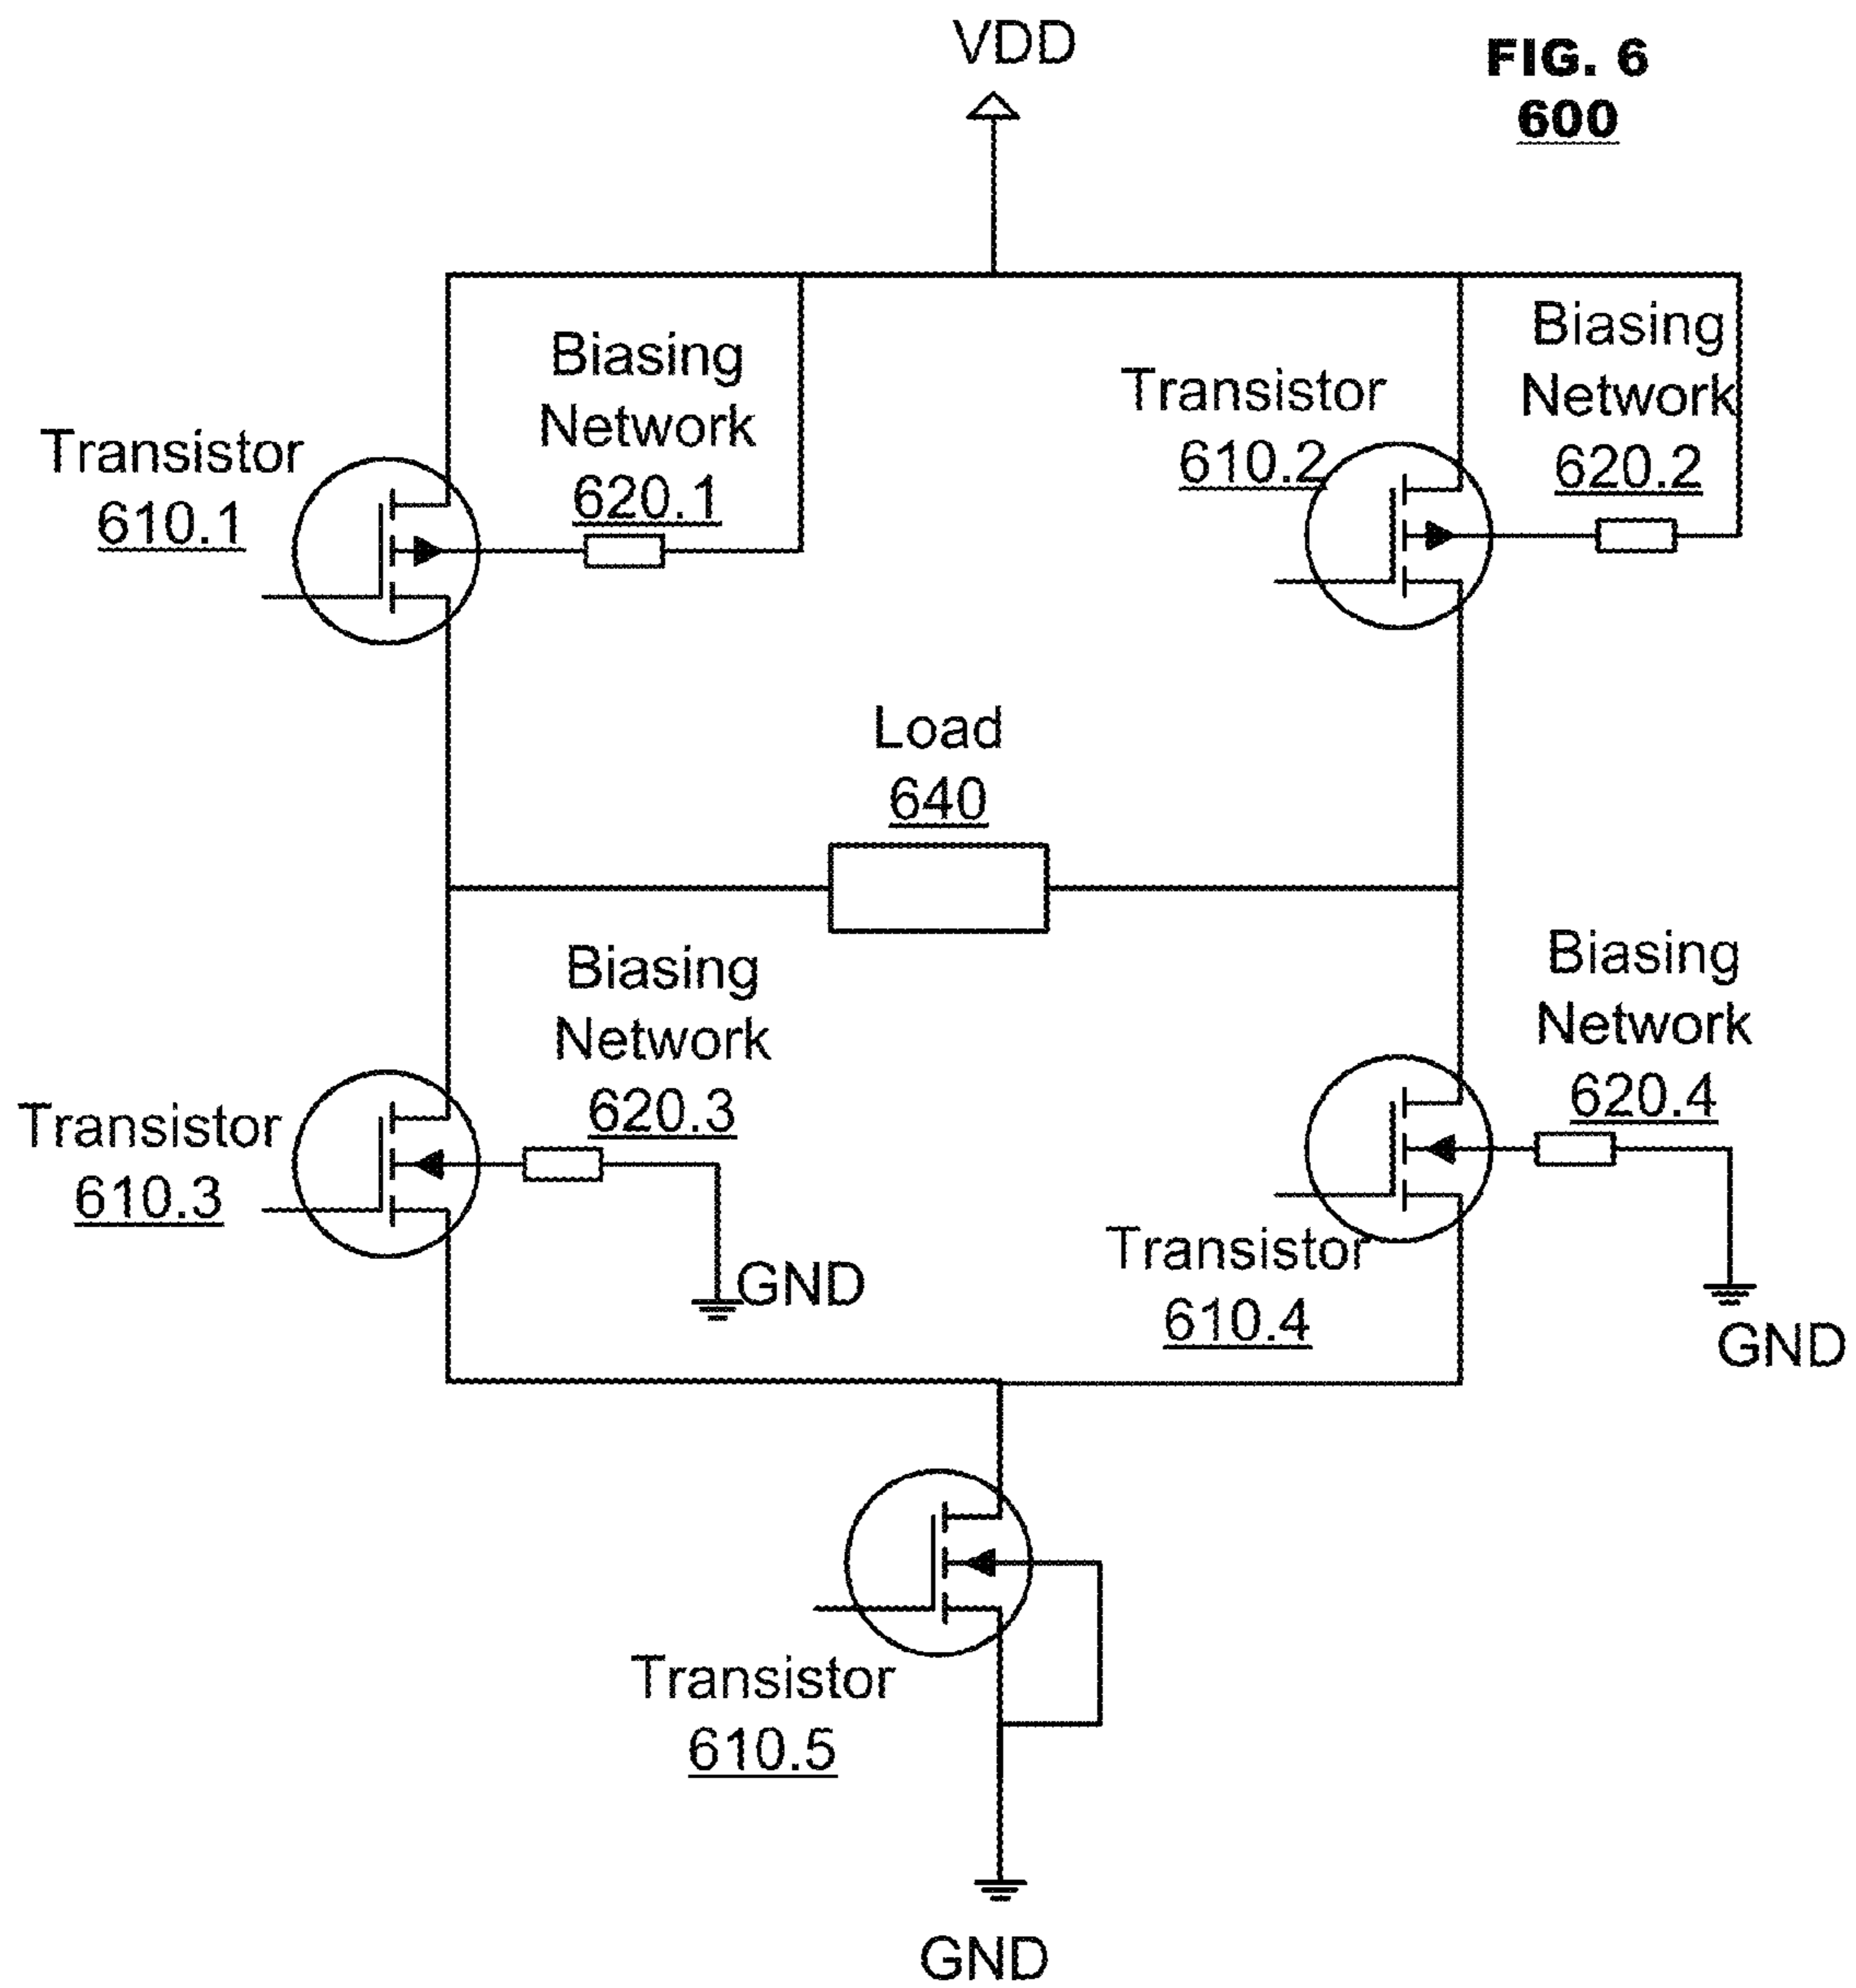 VDD
FIG. 6
600
Biasing
Network
620.1
Transistor
610.1
Transistor
610.2
Biasing
Network
620.2
Load
640
Biasing
Network
620.3
Transistor
610.3
GND
Biasing
Network
620.4
Transistor
610.4
GND
Transistor
610.5
GND